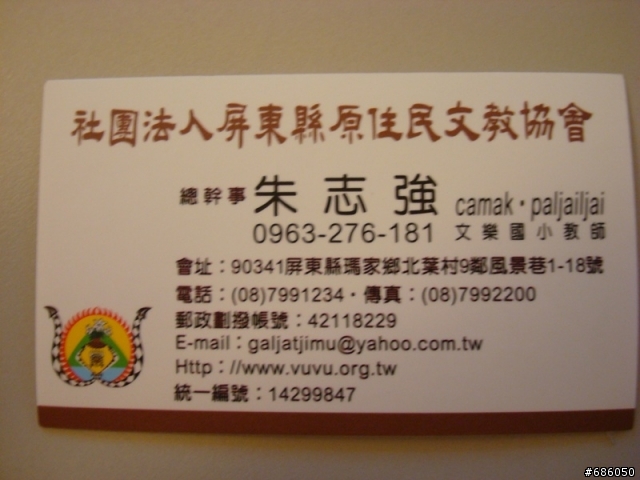 社團法人屏東縣原住民文教協會
總幹事 朱志強 camak・paljailjai
0963-276-181 文樂國小教師
會址：90341屏東縣瑪家鄉北葉村9鄰風景巷1-18號
電話：(08)7991234・傳真：(08)7992200
郵政劃撥帳號：42118229
E-mail：galjatjimu@yahoo.com.tw
Http：//www.vuvu.org.tw
統一編號：14299847
#686050